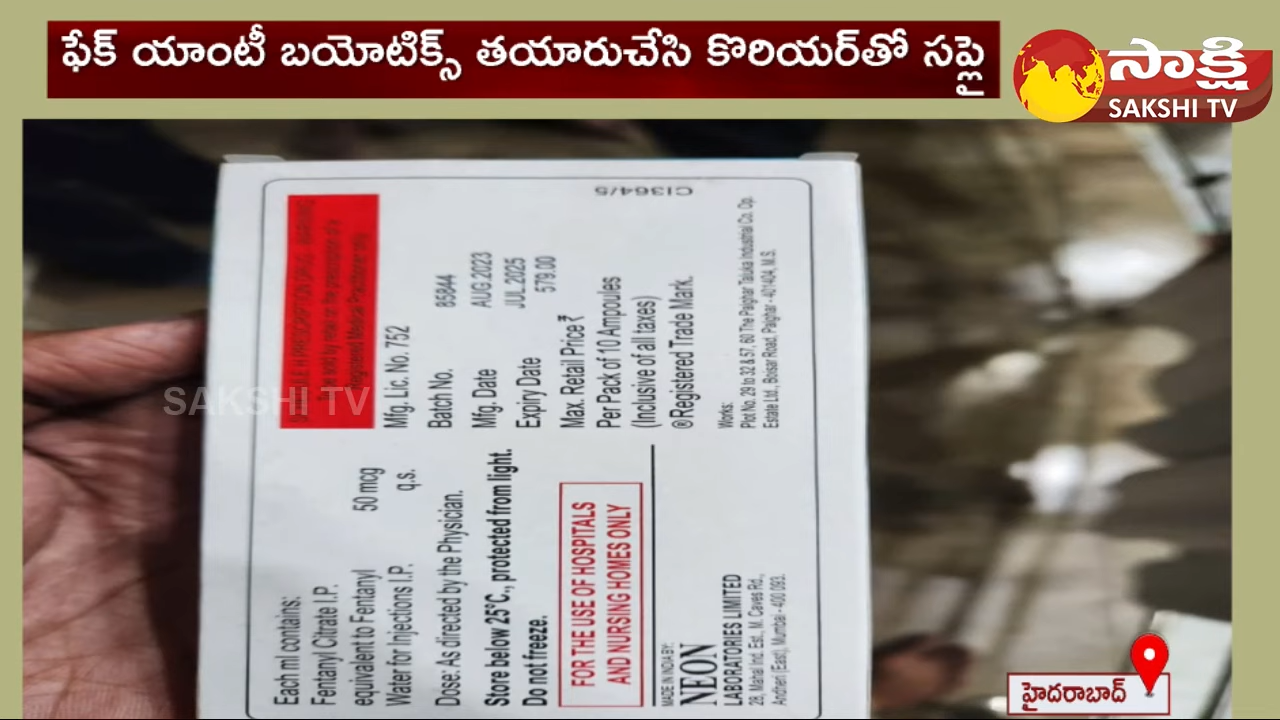 ఫేక్ యాంటీ బయోటిక్స్ తయారుచేసి కొరియర్‌తో సప్లై
సాక్షి
SAKSHI TV
SAKSHI TV
Each ml contains:
Fentanyl Citrate I.P.
equivalent to Fentanyl 50 mcg
Water for Injections I.P. q.s.
Dose: As directed by the Physician.
Store below 25°C., protected from light.
Do not freeze.
FOR THE USE OF HOSPITALS
AND NURSING HOMES ONLY
MADE IN INDIA BY:
NEON
LABORATORIES LIMITED
28, Mahal Ind. Est., M. Caves Rd.,
Andheri (East), Mumbai - 400 093.
Mfg. Lic. No. 752
Batch No. 85844
Mfg. Date AUG.2023
Expiry Date JUL.2025
Max. Retail Price ₹ 579.00
Per Pack of 10 Ampoules
(Inclusive of all taxes)
® Registered Trade Mark.
Works:
Plot No. 29 to 32 & 57, 60 The Palghar Taluka Industrial Co. Op.
Estate Ltd., Boisar Road, Palghar - 401404, M.S.
హైదరాబాద్